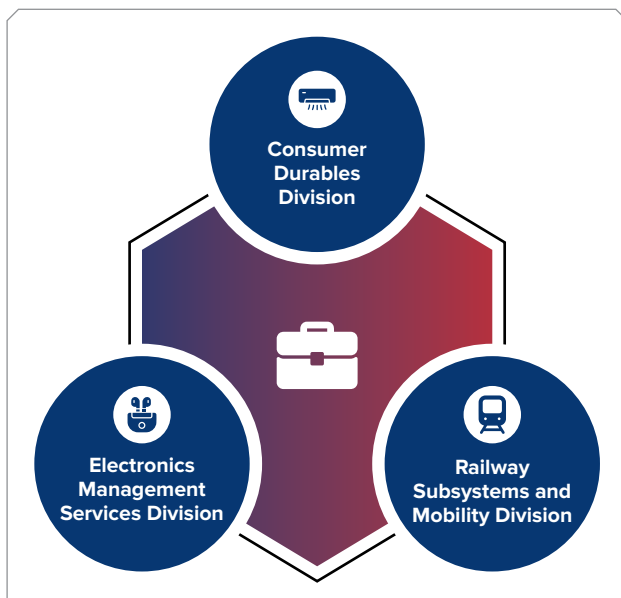 Consumer
Durables
Division
Electronics
Management
Services Division
Railway
Subsystems and
Mobility Division